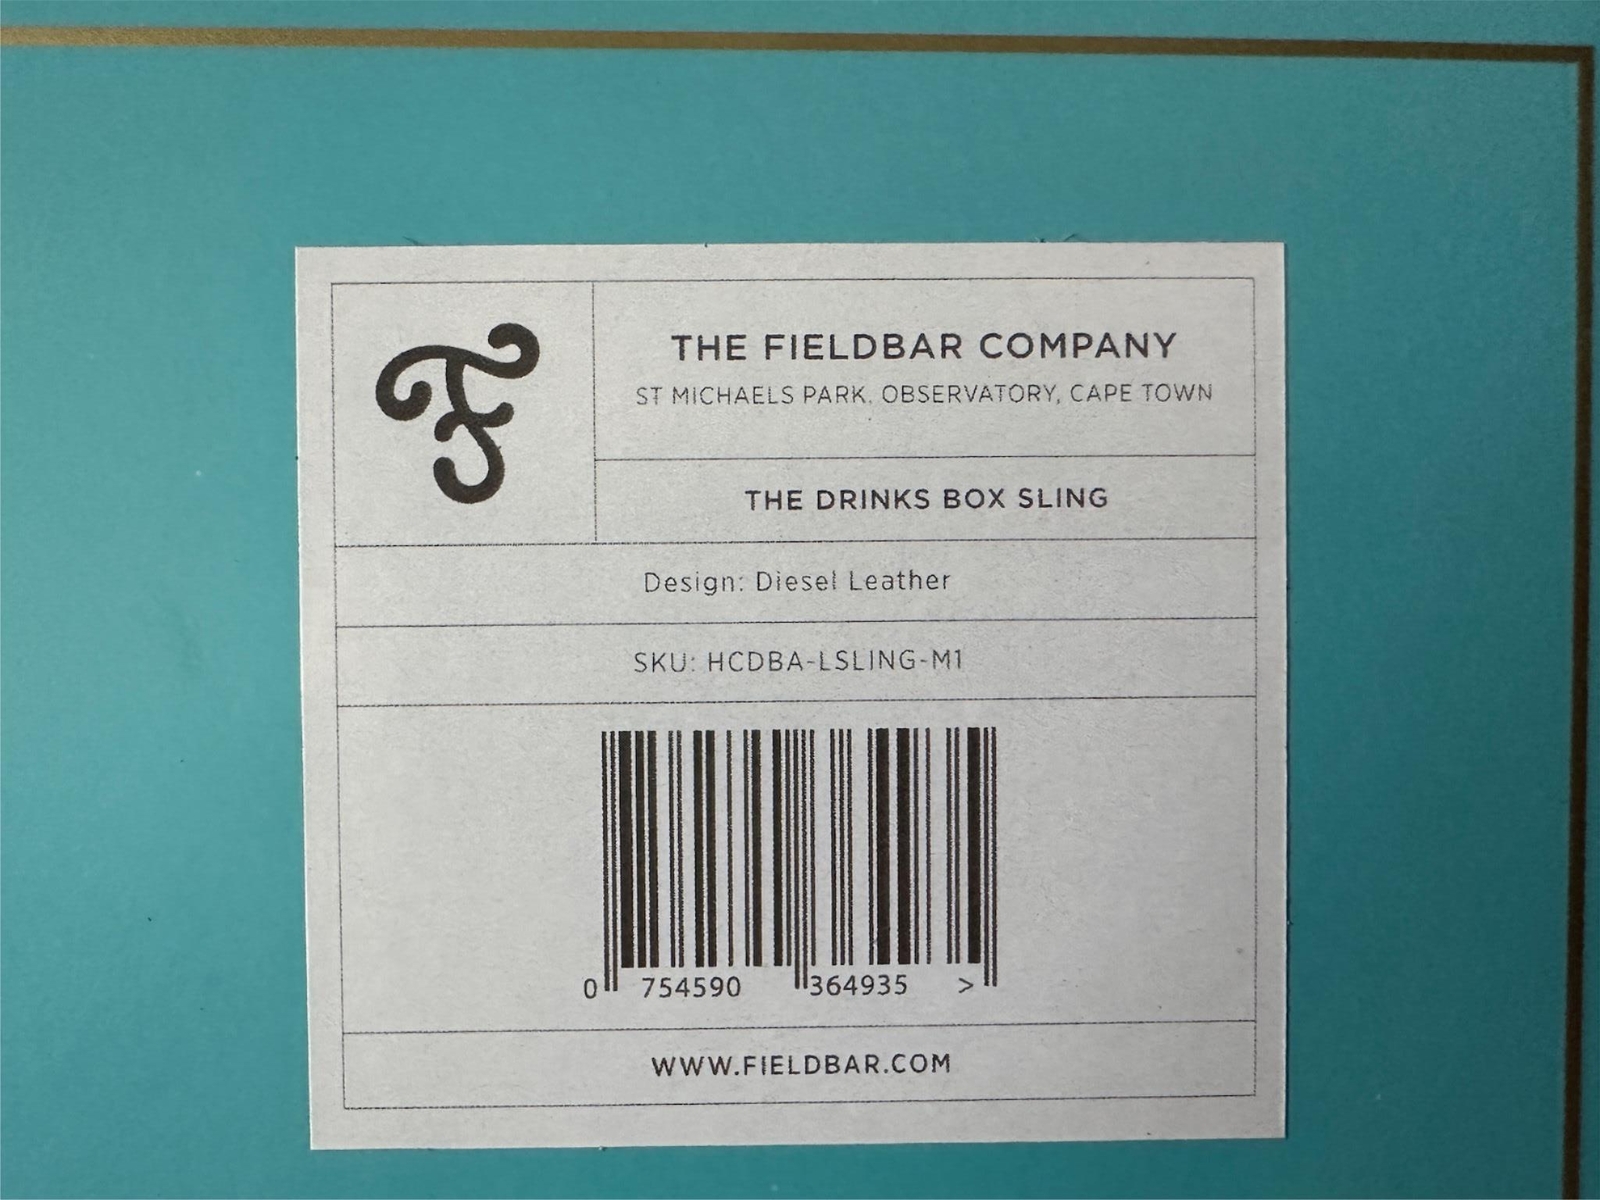 THE FIELDBAR COMPANY
ST MICHAELS PARK, OBSERVATORY, CAPE TOWN
THE DRINKS BOX SLING
Design: Diesel Leather
SKU: HCDBA-LSLING-M1
0 754590 364935 >
WWW.FIELDBAR.COM